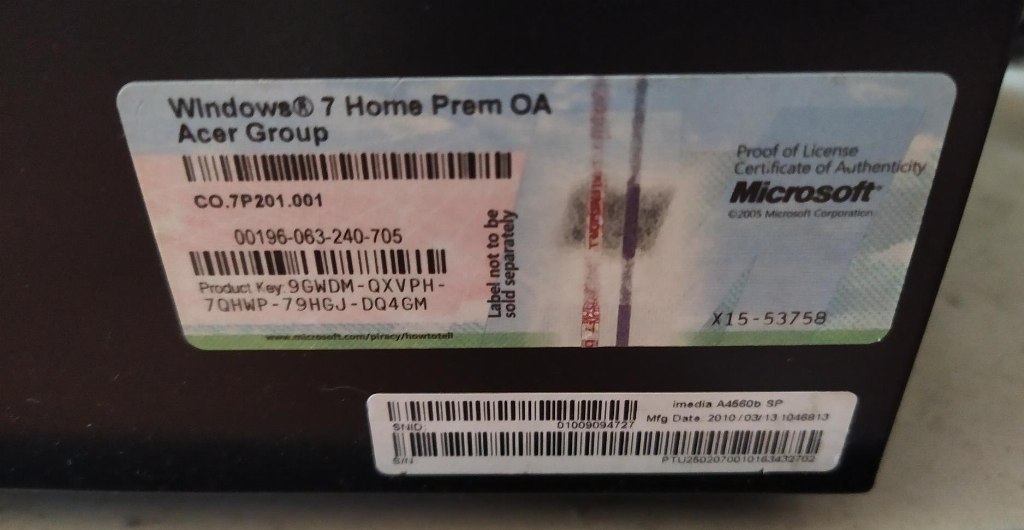 Windows® 7 Home Prem OA
Acer Group
CO.7P201.001
00196-063-240-705
Product Key: 9GWDM-QXVPH-
7QHWP-79HGJ-DQ4GM
www.microsoft.com/piracy/howtotell
Label not to be
sold separately
Proof of License
Certificate of Authenticity
Microsoft®
©2005 Microsoft Corporation
X15-53758
imedia A4560b SP
Mfg Date 2010/03/13 1046813
SNID: 01009094727
S/N PTU2502070010163432702